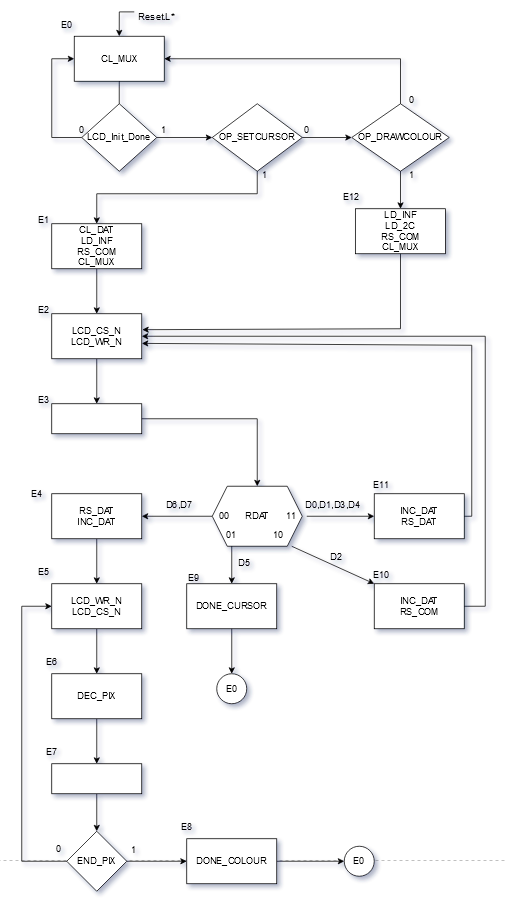 ResetL*
E0
CL_MUX
0
LCD_Init_Done
1
OP_SETCURSOR
0
OP_DRAWCOLOUR
0
1
1
E12
LD_INF
LD_2C
RS_COM
CL_MUX
E1
CL_DAT
LD_INF
RS_COM
CL_MUX
E2
LCD_CS_N
LCD_WR_N
E3
E4
RS_DAT
INC_DAT
D6,D7
00
RDAT
11
01
10
D0,D1,D3,D4
E11
INC_DAT
RS_DAT
D5
D2
E5
LCD_WR_N
LCD_CS_N
E9
DONE_CURSOR
E10
INC_DAT
RS_COM
E6
DEC_PIX
E0
E7
0
END_PIX
1
E8
DONE_COLOUR
E0